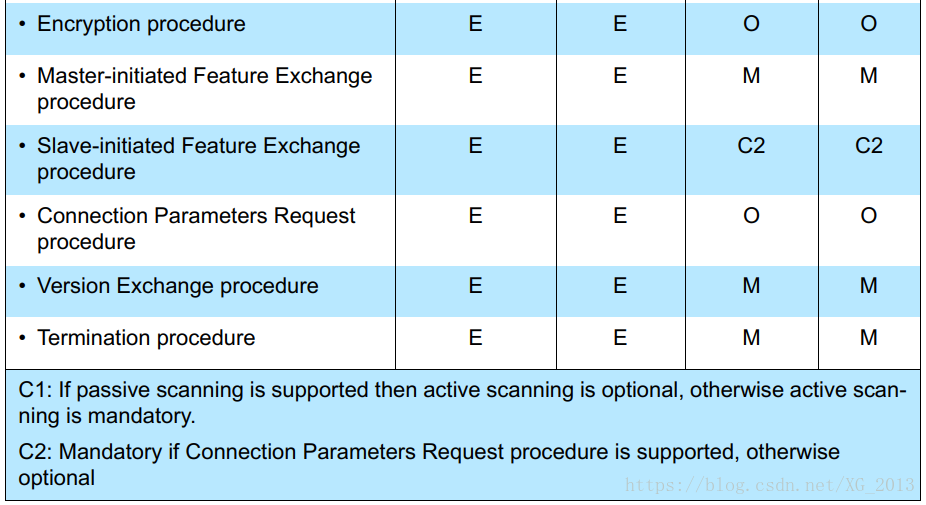 • Encryption procedure E E O O
• Master-initiated Feature Exchange
procedure E E M M
• Slave-initiated Feature Exchange
procedure E E C2 C2
• Connection Parameters Request
procedure E E O O
• Version Exchange procedure E E M M
• Termination procedure E E M M
C1: If passive scanning is supported then active scanning is optional, otherwise active scan-
ning is mandatory.
C2: Mandatory if Connection Parameters Request procedure is supported, otherwise
optional
https://blog.csdn.net/XG_2013